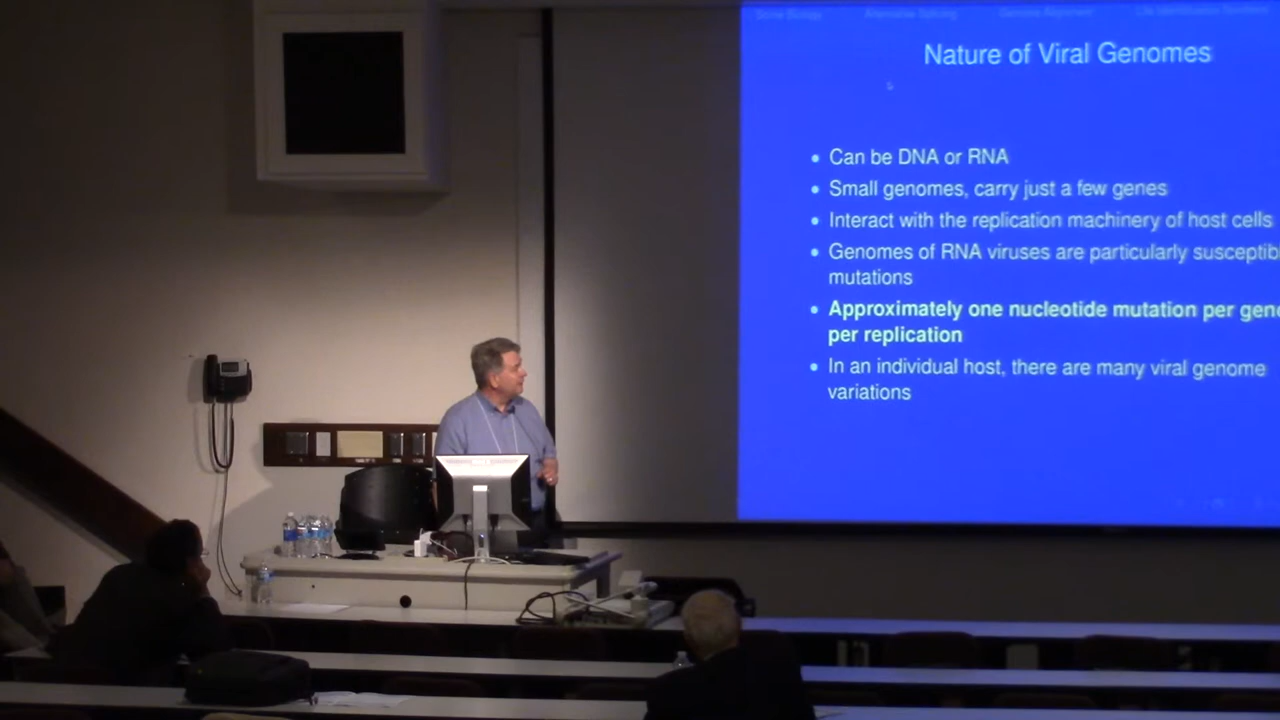 Nature of Viral Genomes
• Can be DNA or RNA
• Small genomes, carry just a few genes
• Interact with the replication machinery of host cells
• Genomes of RNA viruses are particularly susceptib
mutations
• Approximately one nucleotide mutation per gen
per replication
• In an individual host, there are many viral genome
variations